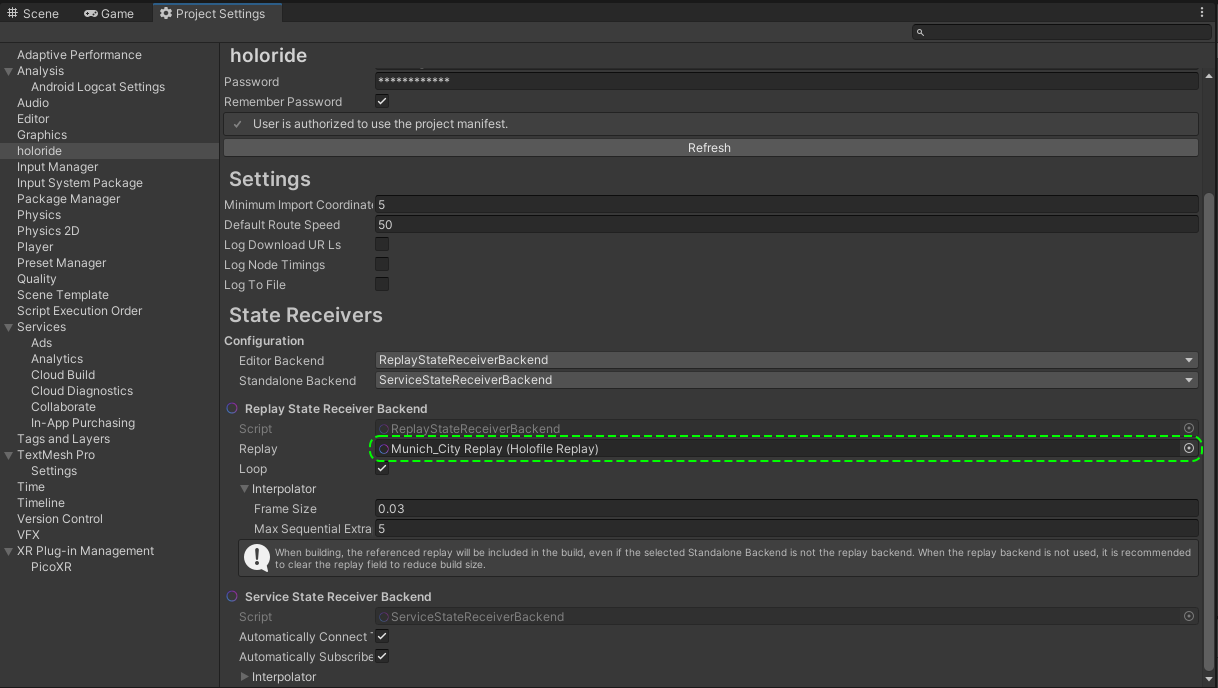 Scene Game Project Settings
Adaptive Performance
Analysis
Android Logcat Settings
Audio
Editor
Graphics
holoride
Input Manager
Input System Package
Package Manager
Physics
Physics 2D
Player
Preset Manager
Quality
Scene Template
Script Execution Order
Services
Ads
Analytics
Cloud Build
Cloud Diagnostics
Collaborate
In-App Purchasing
Tags and Layers
TextMesh Pro
Settings
Time
Timeline
Version Control
VFX
XR Plug-in Management
PicoXR
holoride
Password ************
Remember Password
User is authorized to use the project manifest.
Refresh
Settings
Minimum Import Coordinate 5
Default Route Speed 50
Log Download UR Ls
Log Node Timings
Log To File
State Receivers
Configuration
Editor Backend ReplayStateReceiverBackend
Standalone Backend ServiceStateReceiverBackend
Replay State Receiver Backend
Script ReplayStateReceiverBackend
Replay Munich_City Replay (Holofile Replay)
Loop
Interpolator
Frame Size 0.03
Max Sequential Extra 5
When building, the referenced replay will be included in the build, even if the selected Standalone Backend is not the replay backend. When the replay backend is not used, it is recommended
to clear the replay field to reduce build size.
Service State Receiver Backend
Script ServiceStateReceiverBackend
Automatically Connect
Automatically Subscribe
Interpolator